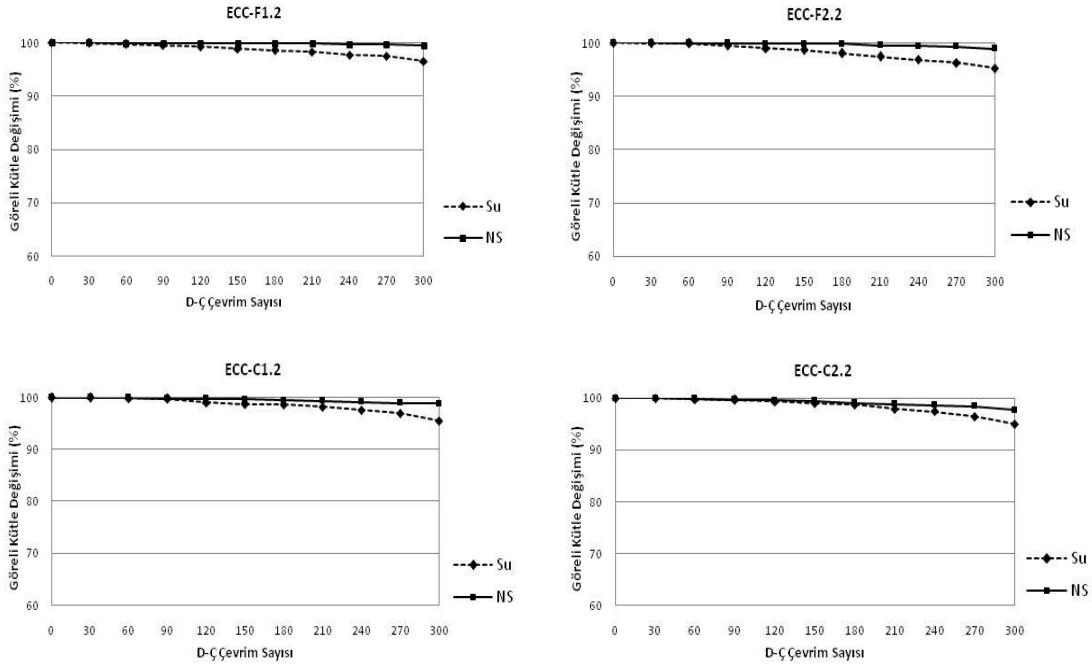 ECC-F1.2
Göreli Kütle Değişimi (%)
100
90
80
70
60
0 30 60 90 120 150 180 210 240 270 300
D-Ç Çevrim Sayısı
Su
NS
ECC-F2.2
Göreli Kütle Değişimi (%)
100
90
80
70
60
0 30 60 90 120 150 180 210 240 270 300
D-Ç Çevrim Sayısı
Su
NS
ECC-C1.2
Göreli Kütle Değişimi (%)
100
90
80
70
60
0 30 60 90 120 150 180 210 240 270 300
D-Ç Çevrim Sayısı
Su
NS
ECC-C2.2
Göreli Kütle Değişimi (%)
100
90
80
70
60
0 30 60 90 120 150 180 210 240 270 300
D-Ç Çevrim Sayısı
Su
NS